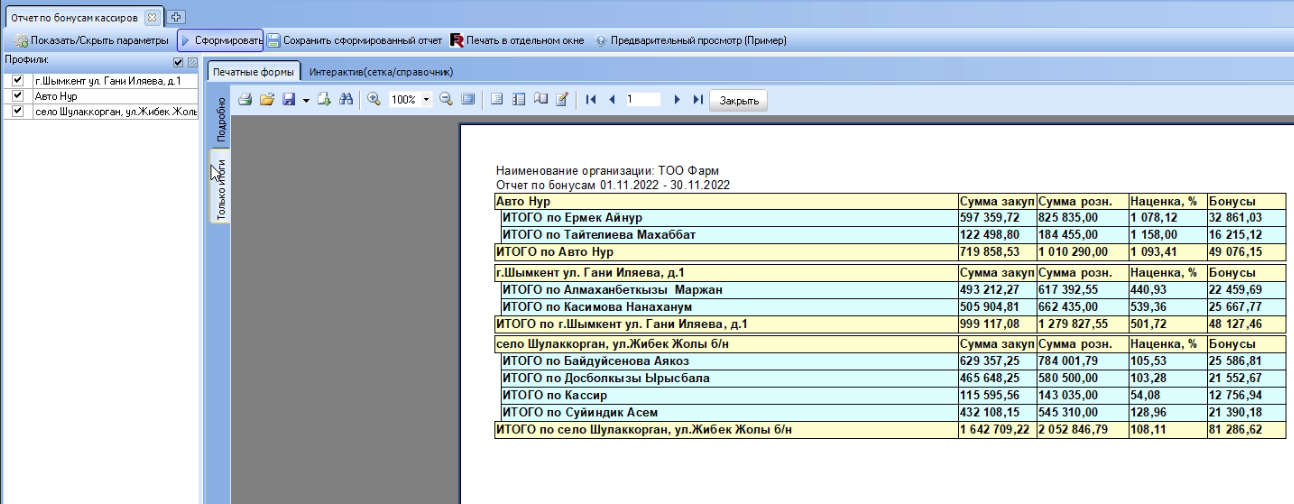 Отчет по бонусам кассиров
Показать/Скрыть параметры Сформировать Сохранить сформированный отчет Печать в отдельном окне Предварительный просмотр (Пример)
Профили:
г.Шымкент ул. Гани Иляева, д.1
Авто Нур
село Шулаккорган, ул.Жибек Жолы
Печатные формы Интерактив(сетка/справочник)
100% 1 Закрыть
Подробно
Только итоги
Наименование организации: ТОО Фарм
Отчет по бонусам 01.11.2022 - 30.11.2022
Авто Нур Сумма закуп Сумма розн. Наценка, % Бонусы
ИТОГО по Ермек Айнур 597 359,72 825 835,00 1 078,12 32 861,03
ИТОГО по Тайтелиева Махаббат 122 498,80 184 455,00 1 158,00 16 215,12
ИТОГО по Авто Нур 719 858,53 1 010 290,00 1 093,41 49 076,15
г.Шымкент ул. Гани Иляева, д.1 Сумма закуп Сумма розн. Наценка, % Бонусы
ИТОГО по Алмаханбеткызы Маржан 493 212,27 617 392,55 440,93 22 459,69
ИТОГО по Касимова Нанаханум 505 904,81 662 435,00 539,36 25 667,77
ИТОГО по г.Шымкент ул. Гани Иляева, д.1 999 117,08 1 279 827,55 501,72 48 127,46
село Шулаккорган, ул.Жибек Жолы б/н Сумма закуп Сумма розн. Наценка, % Бонусы
ИТОГО по Байдуйсенова Аякоз 629 357,25 784 001,79 105,53 25 586,81
ИТОГО по Досболкызы Ырысбала 465 648,25 580 500,00 103,28 21 552,67
ИТОГО по Кассир 115 595,56 143 035,00 54,08 12 756,94
ИТОГО по Суйиндик Асем 432 108,15 545 310,00 128,96 21 390,18
ИТОГО по село Шулаккорган, ул.Жибек Жолы б/н 1 642 709,22 2 052 846,79 108,11 81 286,62